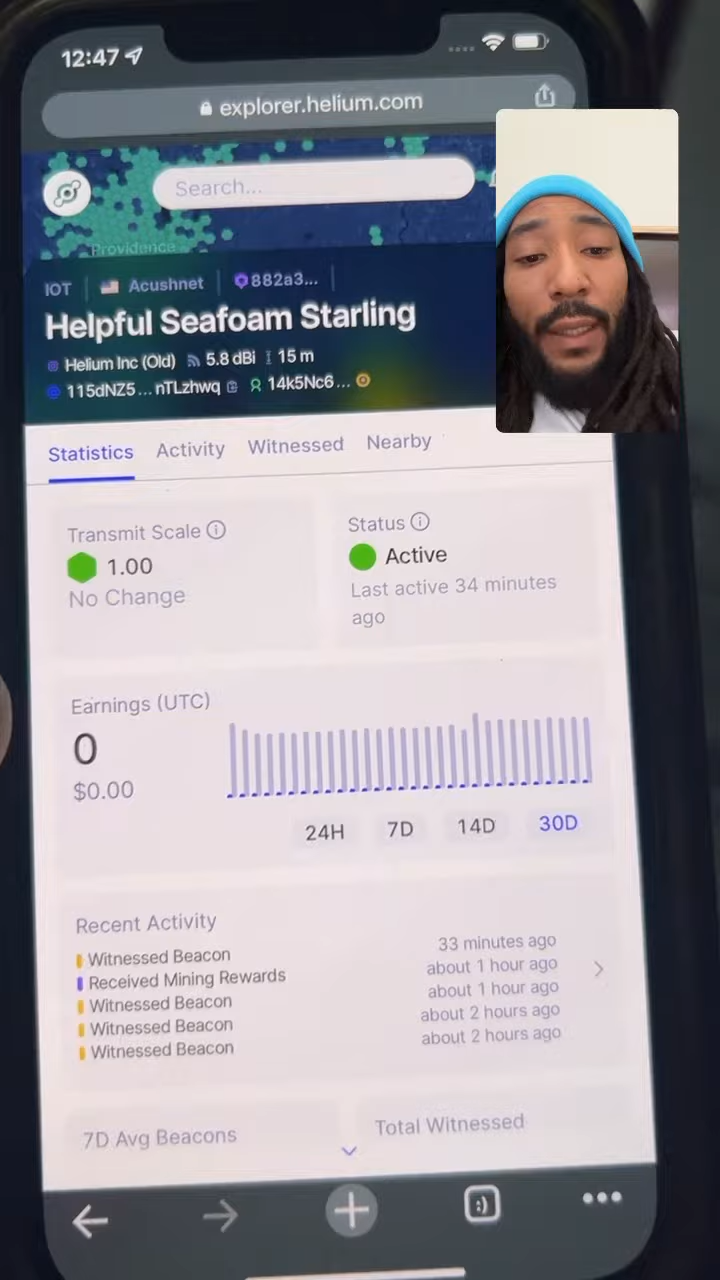 12:47
explorer.helium.com
Search...
Providence
IOT
Acushnet
882a3...
Helpful Seafoam Starling
Helium Inc (Old) 5.8 dBi 15 m
115dNZ5...nTLzhwq 14k5Nc6...
Statistics Activity Witnessed Nearby
Transmit Scale
1.00
No Change
Status
Active
Last active 34 minutes
ago
Earnings (UTC)
0
$0.00
24H 7D 14D 30D
Recent Activity
Witnessed Beacon 33 minutes ago
Received Mining Rewards about 1 hour ago
Witnessed Beacon about 1 hour ago
Witnessed Beacon about 2 hours ago
Witnessed Beacon about 2 hours ago
7D Avg Beacons
Total Witnessed
:)